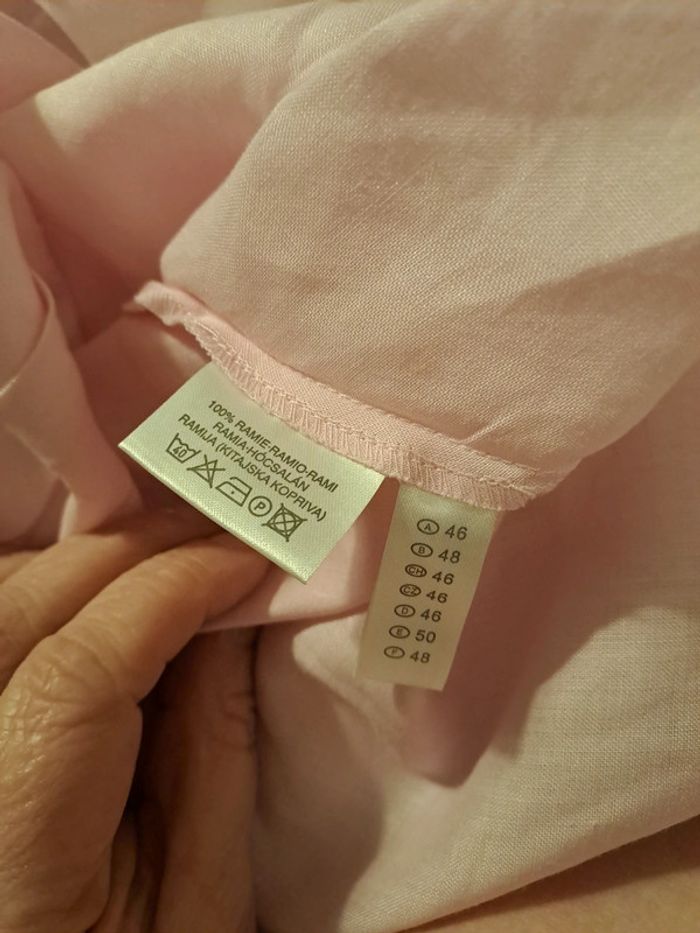 100% RAMIE-RAMIO-RAMI
RAMIA-HÓCSALÁN
RAMIJA (KITAJSKA KOPRIVA)
40
P
A 46
B 48
CH 46
CZ 46
D 46
E 50
F 48